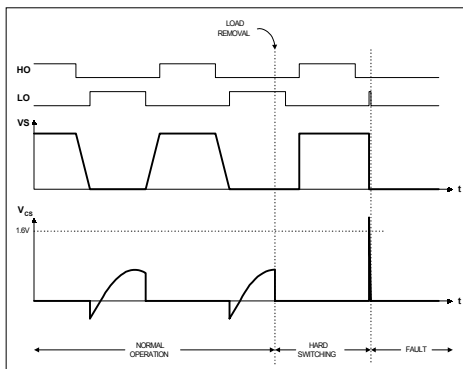 LOAD
REMOVAL
HO
LO
VS
t
VCS
1.6V
t
NORMAL
OPERATION
HARD
SWITCHING
FAULT